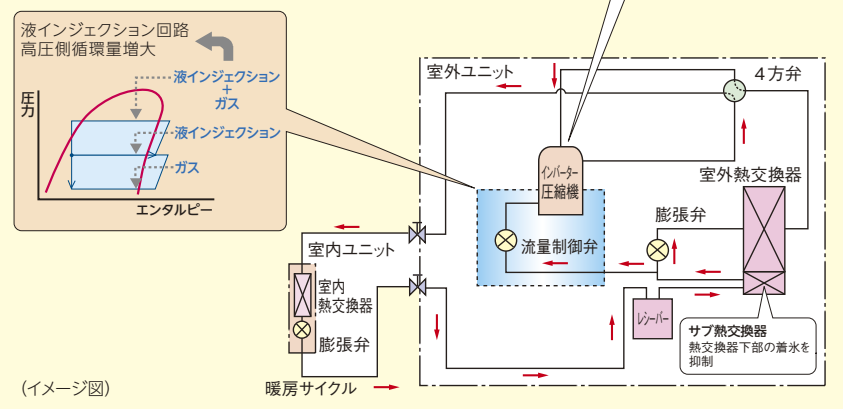 液インジェクション回路
高圧側循環量増大
液インジェクション
+
ガス
圧力
液インジェクション
ガス
エンタルピー
室外ユニット
4方弁
インバーター
圧縮機
室外熱交換器
膨張弁
流量制御弁
室内ユニット
室内
熱交換器
膨張弁
レシーバー
サブ熱交換器
熱交換器下部の着氷を
抑制
(イメージ図)
暖房サイクル